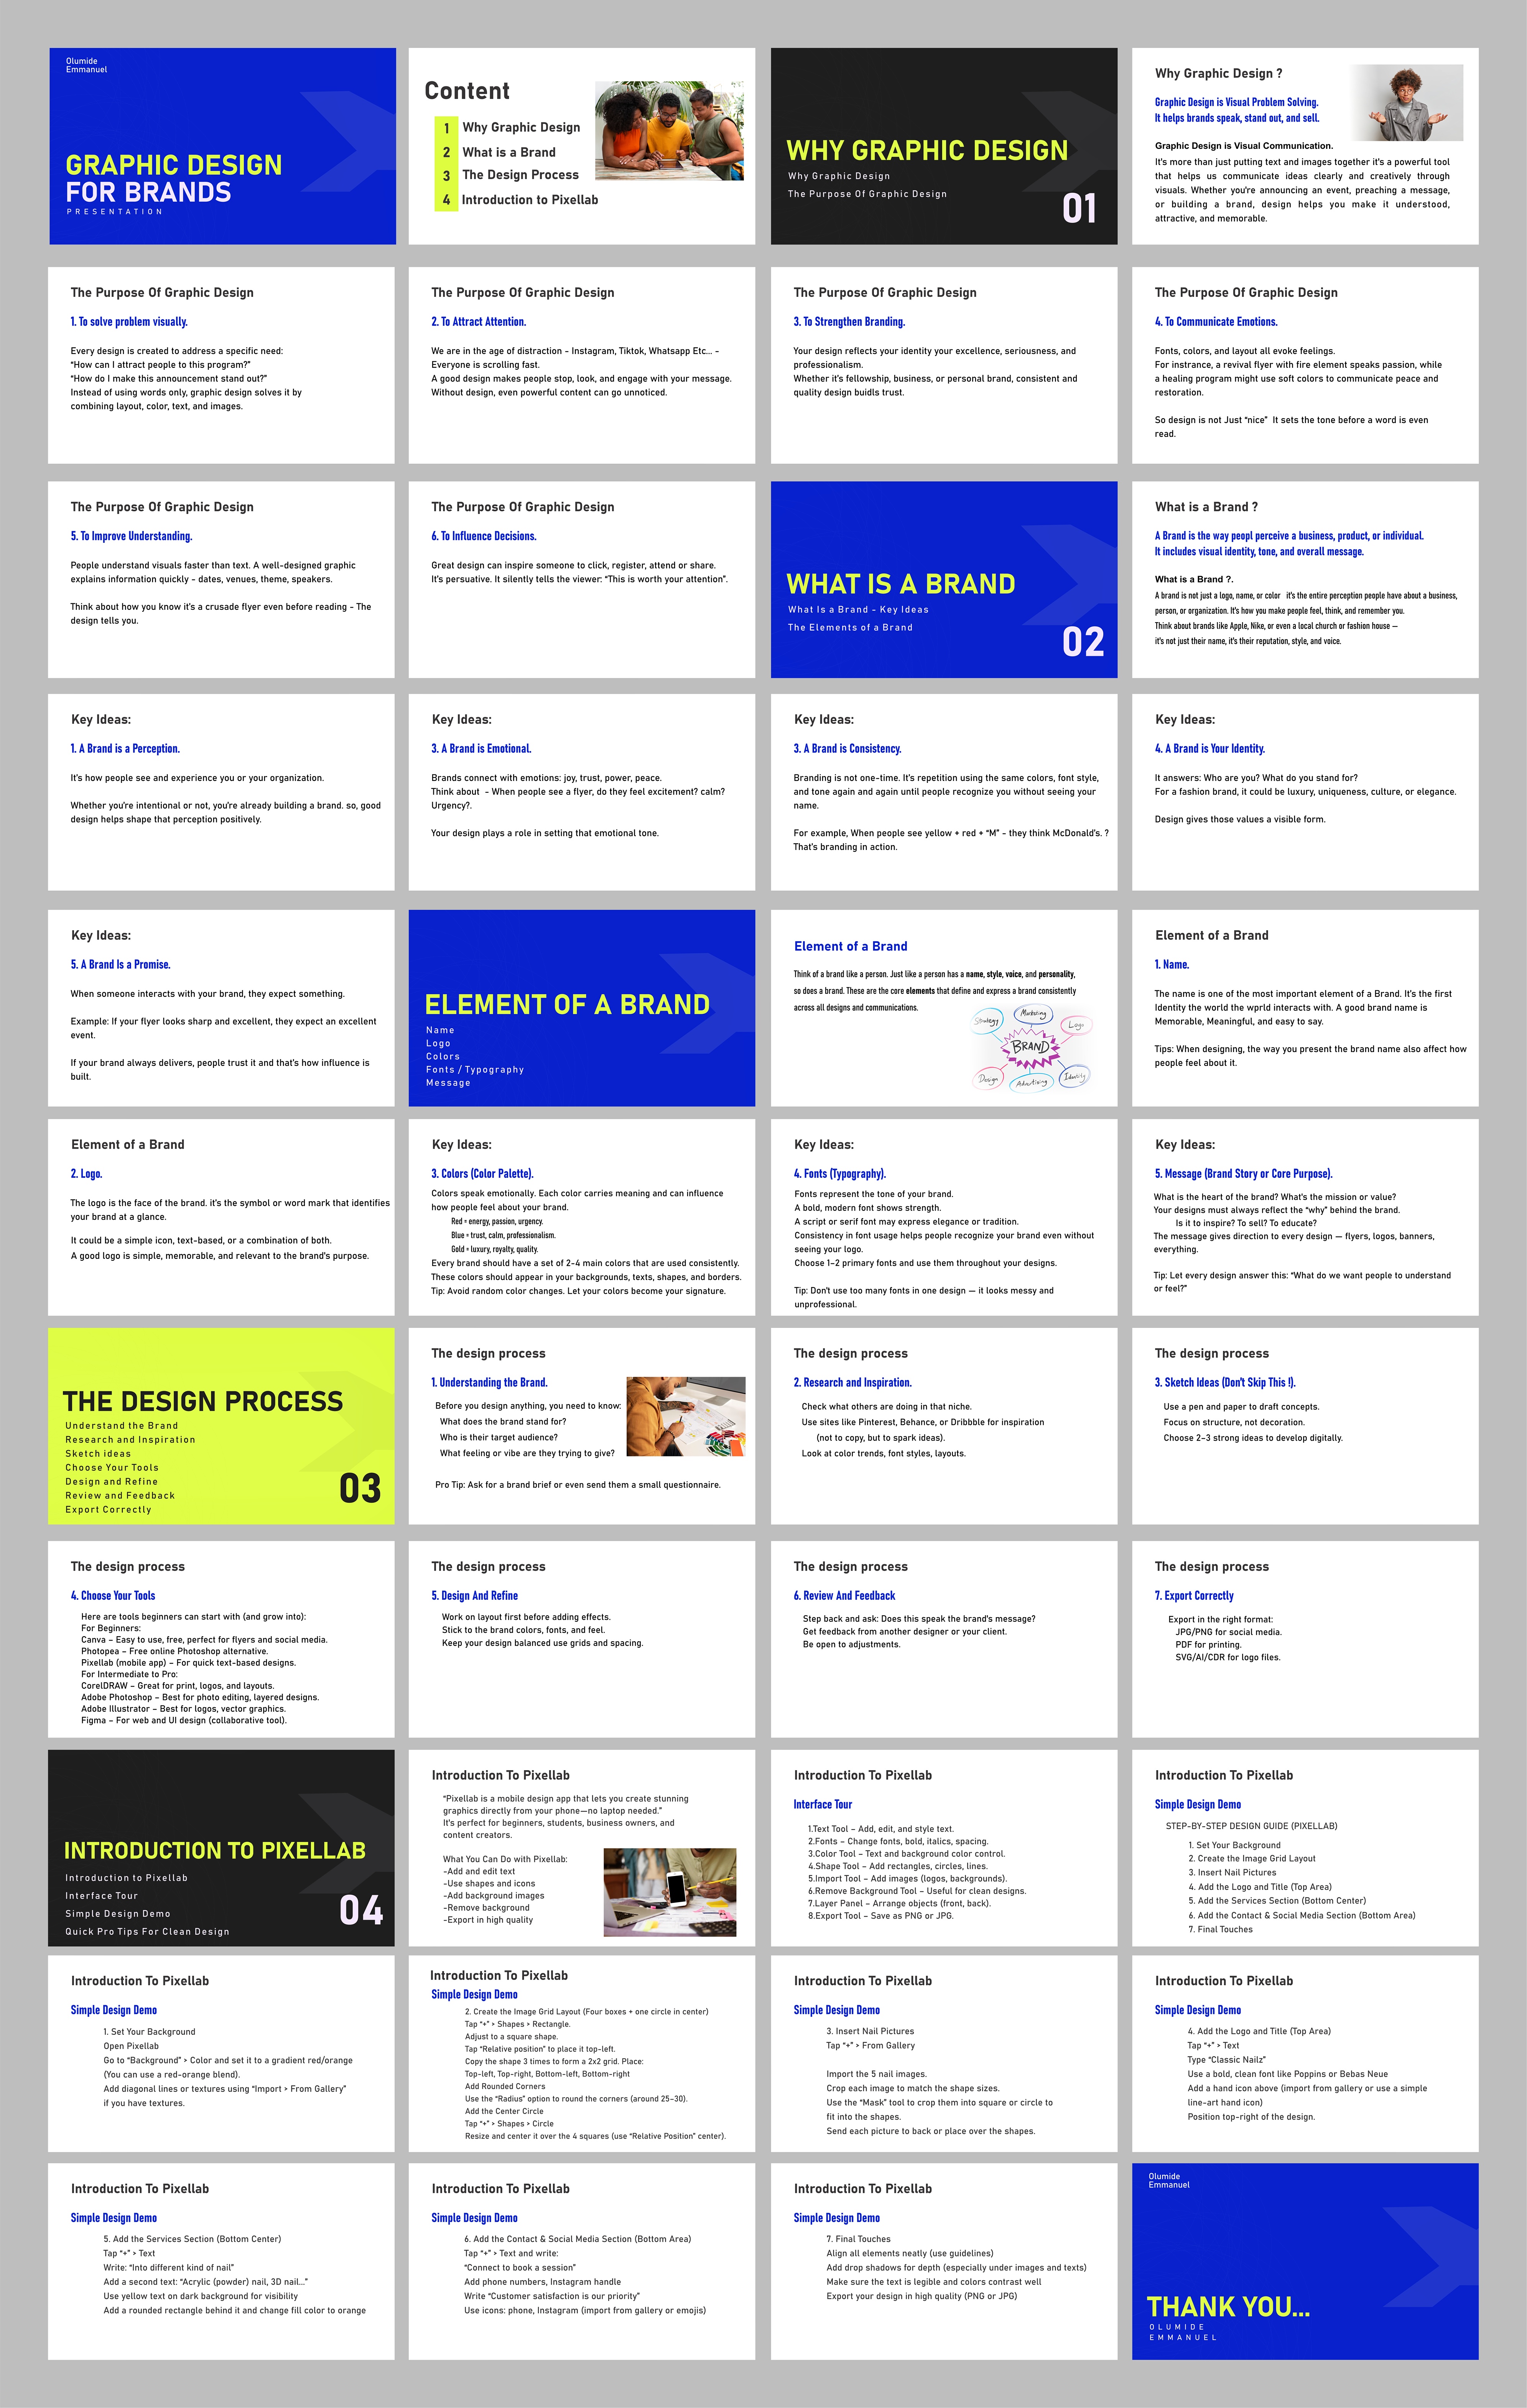 Olumide
Emmanuel
GRAPHIC DESIGN
FOR BRANDS
PRESENTATION
Content
1 Why Graphic Design
2 What is a Brand
3 The Design Process
4 Introduction to Pixellab
WHY GRAPHIC DESIGN
Why Graphic Design
The Purpose Of Graphic Design
01
Why Graphic Design ?
Graphic Design is Visual Problem Solving.
It helps brands speak, stand out, and sell.
Graphic Design is Visual Communication.
It's more than just putting text and images together it's a powerful tool
that helps us communicate ideas clearly and creatively through
visuals. Whether you're announcing an event, preaching a message,
or building a brand, design helps you make it understood,
attractive, and memorable.
The Purpose Of Graphic Design
1. To solve problem visually.
Every design is created to address a specific need:
“How can I attract people to this program?”
“How do I make this announcement stand out?”
Instead of using words only, graphic design solves it by
combining layout, color, text, and images.
The Purpose Of Graphic Design
2. To Attract Attention.
We are in the age of distraction - Instagram, Tiktok, Whatsapp Etc... -
Everyone is scrolling fast.
A good design makes people stop, look, and engage with your message.
Without design, even powerful content can go unnoticed.
The Purpose Of Graphic Design
3. To Strengthen Branding.
Your design reflects your identity your excellence, seriousness, and
professionalism.
Whether it's fellowship, business, or personal brand, consistent and
quality design buidls trust.
The Purpose Of Graphic Design
4. To Communicate Emotions.
Fonts, colors, and layout all evoke feelings.
For instance, a revival flyer with fire element speaks passion, while
a healing program might use soft colors to communicate peace and
restoration.
So design is not Just “nice” It sets the tone before a word is even
read.
The Purpose Of Graphic Design
5. To Improve Understanding.
People understand visuals faster than text. A well-designed graphic
explains information quickly - dates, venues, theme, speakers.
Think about how you know it's a crusade flyer even before reading - The
design tells you.
The Purpose Of Graphic Design
6. To Influence Decisions.
Great design can inspire someone to click, register, attend or share.
It's persuasive. It silently tells the viewer: “This is worth your attention”.
WHAT IS A BRAND
What Is a Brand - Key Ideas
The Elements of a Brand
02
What is a Brand ?
A Brand is the way peopl perceive a business, product, or individual.
It includes visual identity, tone, and overall message.
What is a Brand ?.
A brand is not just a logo, name, or color it's the entire perception people have about a business,
person, or organization. It's how you make people feel, think, and remember you.
Think about brands like Apple, Nike, or even a local church or fashion house —
it's not just their name, it's their reputation, style, and voice.
Key Ideas:
1. A Brand is a Perception.
It's how people see and experience you or your organization.
Whether you're intentional or not, you're already building a brand. so, good
design helps shape that perception positively.
Key Ideas:
3. A Brand is Emotional.
Brands connect with emotions: joy, trust, power, peace.
Think about - When people see a flyer, do they feel excitement? calm?
Urgency?.
Your design plays a role in setting that emotional tone.
Key Ideas:
3. A Brand is Consistency.
Branding is not one-time. It's repetition using the same colors, font style,
and tone again and again until people recognize you without seeing your
name.
For example, When people see yellow + red + “M” - they think McDonald's. ?
That's branding in action.
Key Ideas:
4. A Brand is Your Identity.
It answers: Who are you? What do you stand for?
For a fashion brand, it could be luxury, uniqueness, culture, or elegance.
Design gives those values a visible form.
Key Ideas:
5. A Brand Is a Promise.
When someone interacts with your brand, they expect something.
Example: If your flyer looks sharp and excellent, they expect an excellent
event.
If your brand always delivers, people trust it and that's how influence is
built.
ELEMENT OF A BRAND
Name
Logo
Colors
Fonts / Typography
Message
Element of a Brand
Think of a brand like a person. Just like a person has a name, style, voice, and personality,
so does a brand. These are the core elements that define and express a brand consistently
across all designs and communications.
Strategy
Marketing
Logo
BRAND
Design
Advertising
Identity
Element of a Brand
1. Name.
The name is one of the most important element of a Brand. It's the first
Identity the world the wprld interacts with. A good brand name is
Memorable, Meaningful, and easy to say.
Tips: When designing, the way you present the brand name also affect how
people feel about it.
Element of a Brand
2. Logo.
The logo is the face of the brand. it's the symbol or word mark that identifies
your brand at a glance.
It could be a simple icon, text-based, or a combination of both.
A good logo is simple, memorable, and relevant to the brand's purpose.
Key Ideas:
3. Colors (Color Palette).
Colors speak emotionally. Each color carries meaning and can influence
how people feel about your brand.
Red = energy, passion, urgency.
Blue = trust, calm, professionalism.
Gold = luxury, royalty, quality.
Every brand should have a set of 2-4 main colors that are used consistently.
These colors should appear in your backgrounds, texts, shapes, and borders.
Tip: Avoid random color changes. Let your colors become your signature.
Key Ideas:
4. Fonts (Typography).
Fonts represent the tone of your brand.
A bold, modern font shows strength.
A script or serif font may express elegance or tradition.
Consistency in font usage helps people recognize your brand even without
seeing your logo.
Choose 1–2 primary fonts and use them throughout your designs.
Tip: Don't use too many fonts in one design — it looks messy and
unprofessional.
Key Ideas:
5. Message (Brand Story or Core Purpose).
What is the heart of the brand? What's the mission or value?
Your designs must always reflect the “why” behind the brand.
Is it to inspire? To sell? To educate?
The message gives direction to every design — flyers, logos, banners,
everything.
Tip: Let every design answer this: “What do we want people to understand
or feel?”
THE DESIGN PROCESS
Understand the Brand
Research and Inspiration
Sketch ideas
Choose Your Tools
Design and Refine
Review and Feedback
Export Correctly
03
The design process
1. Understanding the Brand.
Before you design anything, you need to know:
What does the brand stand for?
Who is their target audience?
What feeling or vibe are they trying to give?
Pro Tip: Ask for a brand brief or even send them a small questionnaire.
The design process
2. Research and Inspiration.
Check what others are doing in that niche.
Use sites like Pinterest, Behance, or Dribbble for inspiration
(not to copy, but to spark ideas).
Look at color trends, font styles, layouts.
The design process
3. Sketch Ideas (Don't Skip This !).
Use a pen and paper to draft concepts.
Focus on structure, not decoration.
Choose 2–3 strong ideas to develop digitally.
The design process
4. Choose Your Tools
Here are tools beginners can start with (and grow into):
For Beginners:
Canva – Easy to use, free, perfect for flyers and social media.
Photopea – Free online Photoshop alternative.
Pixellab (mobile app) – For quick text-based designs.
For Intermediate to Pro:
CorelDRAW – Great for print, logos, and layouts.
Adobe Photoshop – Best for photo editing, layered designs.
Adobe Illustrator – Best for logos, vector graphics.
Figma – For web and UI design (collaborative tool).
The design process
5. Design And Refine
Work on layout first before adding effects.
Stick to the brand colors, fonts, and feel.
Keep your design balanced use grids and spacing.
The design process
6. Review And Feedback
Step back and ask: Does this speak the brand's message?
Get feedback from another designer or your client.
Be open to adjustments.
The design process
7. Export Correctly
Export in the right format:
JPG/PNG for social media.
PDF for printing.
SVG/AI/CDR for logo files.
INTRODUCTION TO PIXELLAB
Introduction to Pixellab
Interface Tour
Simple Design Demo
Quick Pro Tips For Clean Design
04
Introduction To Pixellab
“Pixellab is a mobile design app that lets you create stunning
graphics directly from your phone—no laptop needed.”
It's perfect for beginners, students, business owners, and
content creators.
What You Can Do with Pixellab:
-Add and edit text
-Use shapes and icons
-Add background images
-Remove background
-Export in high quality
Introduction To Pixellab
Interface Tour
1.Text Tool – Add, edit, and style text.
2.Fonts – Change fonts, bold, italics, spacing.
3.Color Tool – Text and background color control.
4.Shape Tool – Add rectangles, circles, lines.
5.Import Tool – Add images (logos, backgrounds).
6.Remove Background Tool – Useful for clean designs.
7.Layer Panel – Arrange objects (front, back).
8.Export Tool – Save as PNG or JPG.
Introduction To Pixellab
Simple Design Demo
STEP-BY-STEP DESIGN GUIDE (PIXELLAB)
1. Set Your Background
2. Create the Image Grid Layout
3. Insert Nail Pictures
4. Add the Logo and Title (Top Area)
5. Add the Services Section (Bottom Center)
6. Add the Contact & Social Media Section (Bottom Area)
7. Final Touches
Introduction To Pixellab
Simple Design Demo
1. Set Your Background
Open Pixellab
Go to “Background” > Color and set it to a gradient red/orange
(You can use a red-orange blend).
Add diagonal lines or textures using “Import > From Gallery”
if you have textures.
Introduction To Pixellab
Simple Design Demo
2. Create the Image Grid Layout (Four boxes + one circle in center)
Tap “+” > Shapes > Rectangle.
Adjust to a square shape.
Tap “Relative position” to place it top-left.
Copy the shape 3 times to form a 2x2 grid. Place:
Top-left, Top-right, Bottom-left, Bottom-right
Add Rounded Corners
Use the “Radius” option to round the corners (around 25–30).
Add the Center Circle
Tap “+” > Shapes > Circle
Resize and center it over the 4 squares (use “Relative Position” center).
Introduction To Pixellab
Simple Design Demo
3. Insert Nail Pictures
Tap “+” > From Gallery
Import the 5 nail images.
Crop each image to match the shape sizes.
Use the “Mask” tool to crop them into square or circle to
fit into the shapes.
Send each picture to back or place over the shapes.
Introduction To Pixellab
Simple Design Demo
4. Add the Logo and Title (Top Area)
Tap “+” > Text
Type “Classic Nailz”
Use a bold, clean font like Poppins or Bebas Neue
Add a hand icon above (import from gallery or use a simple
line-art hand icon)
Position top-right of the design.
Introduction To Pixellab
Simple Design Demo
5. Add the Services Section (Bottom Center)
Tap “+” > Text
Write: “Into different kind of nail”
Add a second text: “Acrylic (powder) nail, 3D nail...”
Use yellow text on dark background for visibility
Add a rounded rectangle behind it and change fill color to orange
Introduction To Pixellab
Simple Design Demo
6. Add the Contact & Social Media Section (Bottom Area)
Tap “+” > Text and write:
“Connect to book a session”
Add phone numbers, Instagram handle
Write “Customer satisfaction is our priority”
Use icons: phone, Instagram (import from gallery or emojis)
Introduction To Pixellab
Simple Design Demo
7. Final Touches
Align all elements neatly (use guidelines)
Add drop shadows for depth (especially under images and texts)
Make sure the text is legible and colors contrast well
Export your design in high quality (PNG or JPG)
Olumide
Emmanuel
THANK YOU...
OLUMIDE
EMMANUEL